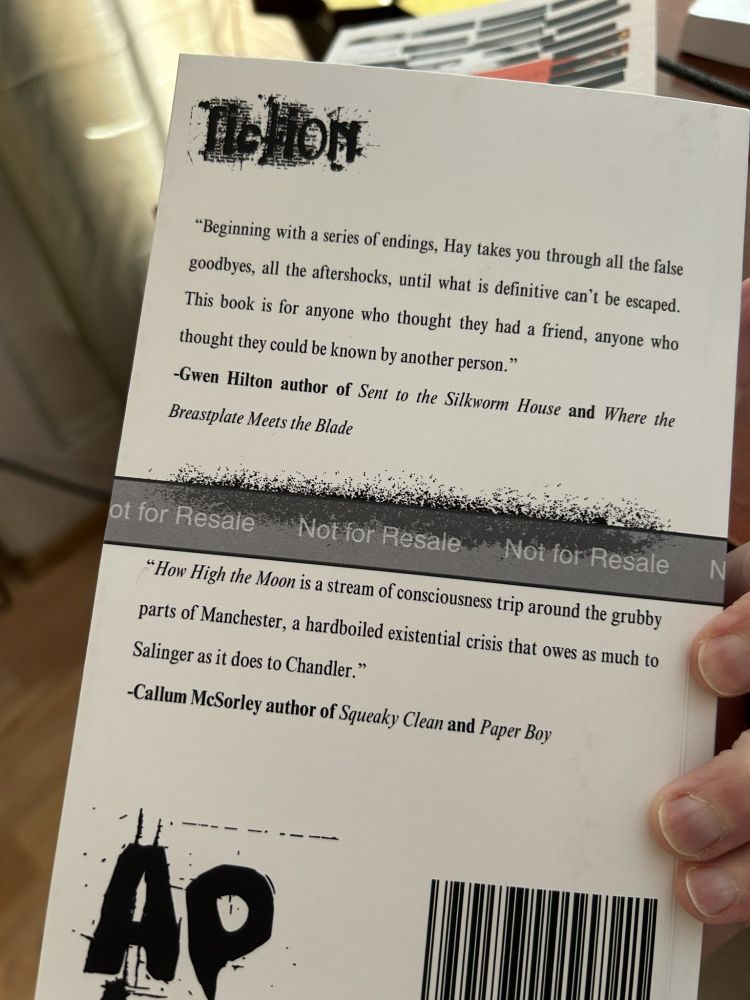 fiction
“Beginning with a series of endings, Hay takes you through all the false
goodbyes, all the aftershocks, until what is definitive can’t be escaped.
This book is for anyone who thought they had a friend, anyone who
thought they could be known by another person.”
-Gwen Hilton author of Sent to the Silkworm House and Where the
Breastplate Meets the Blade
ot for Resale Not for Resale Not for Resale N
“How High the Moon is a stream of consciousness trip around the grubby
parts of Manchester, a hardboiled existential crisis that owes as much to
Salinger as it does to Chandler.”
-Callum McSorley author of Squeaky Clean and Paper Boy
AP